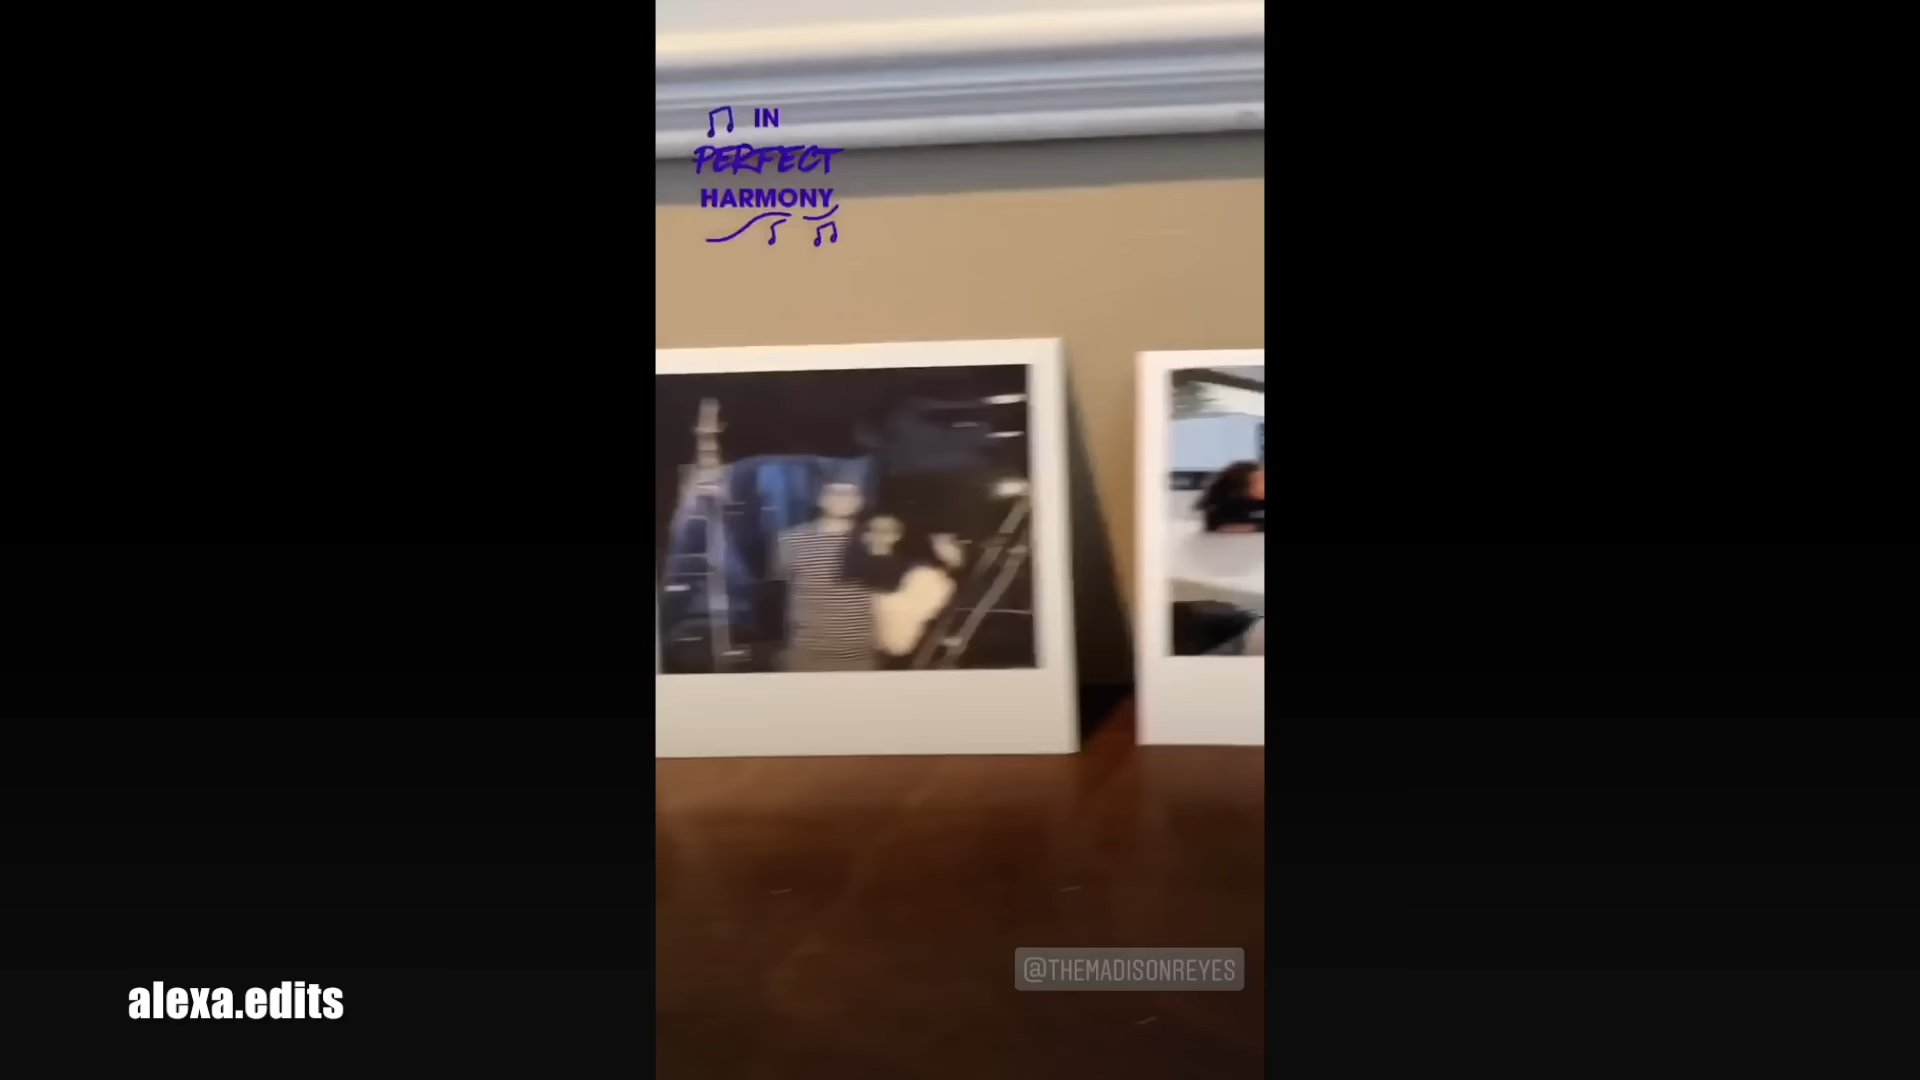 IN
PERFECT
HARMONY
@THEMADISONREYES
alexa.edits